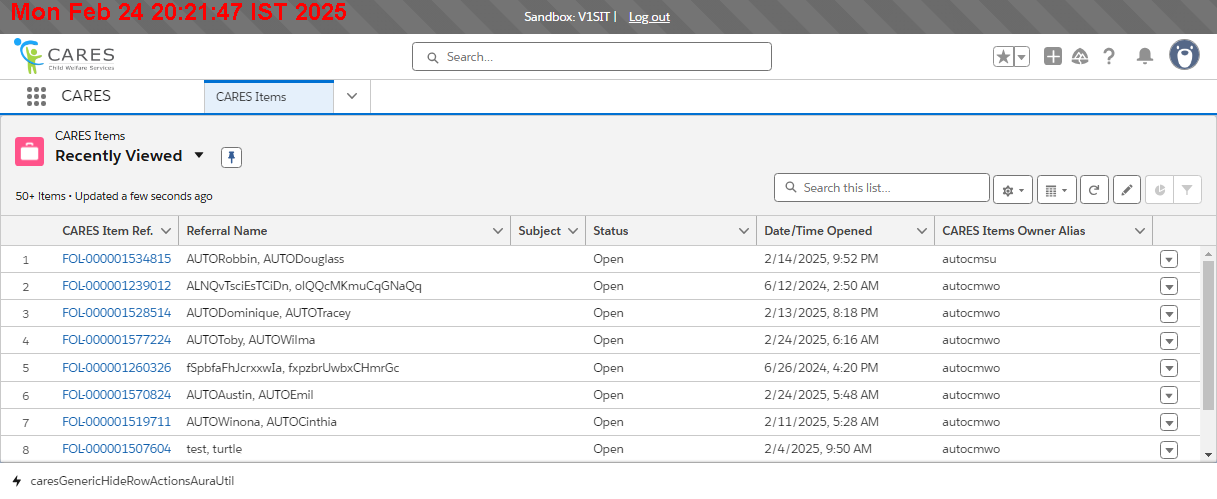 Mon Feb 24 20:21:47 IST 2025
Sandbox: V1SIT | Log out
CARES
Child Welfare Services
Search...
CARES
CARES Items
CARES Items
Recently Viewed
50+ Items • Updated a few seconds ago
Search this list...
CARES Item Ref. Referral Name Subject Status Date/Time Opened CARES Items Owner Alias
1 FOL-000001534815 AUTORobbin, AUTODouglass Open 2/14/2025, 9:52 PM autocmsu
2 FOL-000001239012 ALNQvTsciEsTCiDn, olQQcMKmuCqGNaQq Open 6/12/2024, 2:50 AM autocmwo
3 FOL-000001528514 AUTODominique, AUTOTracey Open 2/13/2025, 8:18 PM autocmwo
4 FOL-000001577224 AUTOToby, AUTOWilma Open 2/24/2025, 6:16 AM autocmwo
5 FOL-000001260326 fSpbfaFhJcrxxwIa, fxpzbrUwbxCHmrGc Open 6/26/2024, 4:20 PM autocmwo
6 FOL-000001570824 AUTOAustin, AUTOEmil Open 2/24/2025, 5:48 AM autocmwo
7 FOL-000001519711 AUTOWinona, AUTOCinthia Open 2/11/2025, 5:28 AM autocmwo
8 FOL-000001507604 test, turtle Open 2/4/2025, 9:50 AM autocmwo
caresGenericHideRowActionsAuraUtil